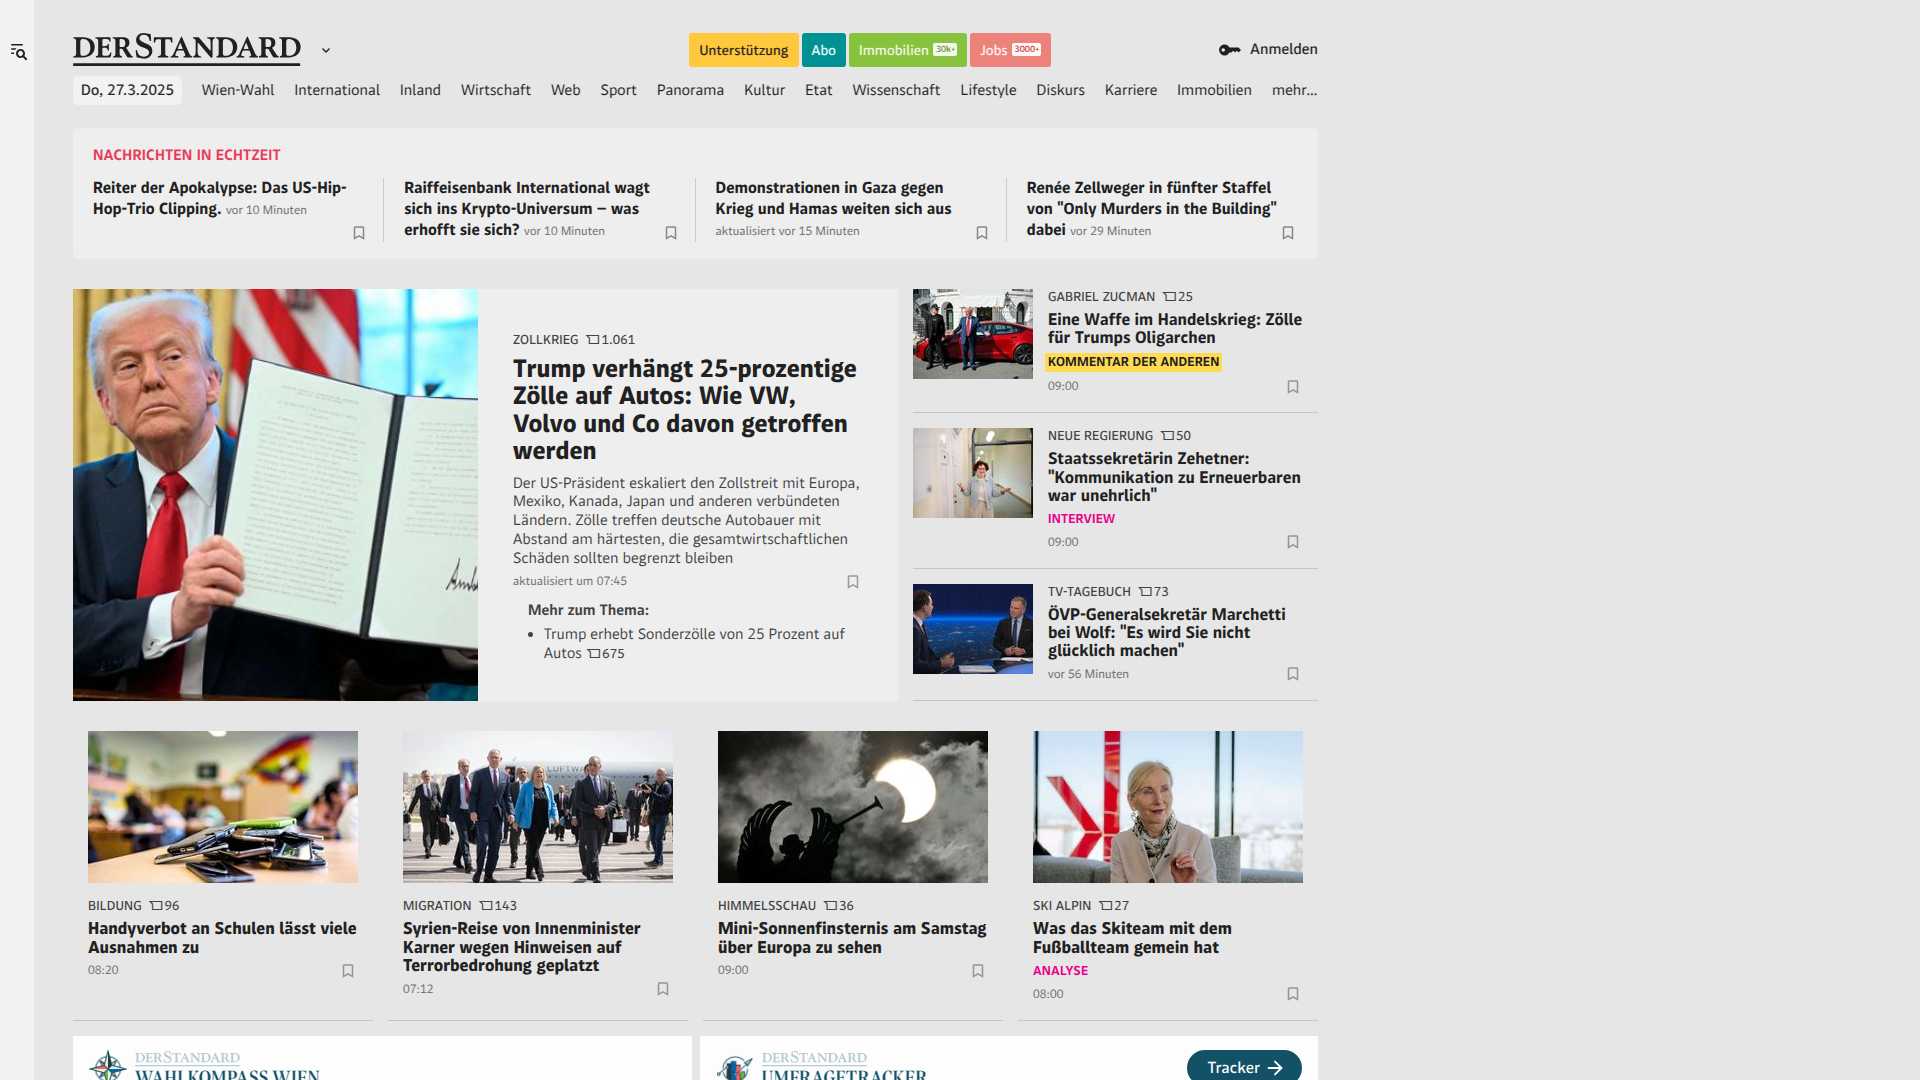 DERSTANDARD
Unterstützung
Abo
Immobilien 30k+
Jobs 3000+
Anmelden
Do, 27.3.2025
Wien-Wahl
International
Inland
Wirtschaft
Web
Sport
Panorama
Kultur
Etat
Wissenschaft
Lifestyle
Diskurs
Karriere
Immobilien
mehr...
NACHRICHTEN IN ECHTZEIT
Reiter der Apokalypse: Das US-Hip-
Hop-Trio Clipping. vor 10 Minuten
Raiffeisenbank International wagt
sich ins Krypto-Universum – was
erhofft sie sich? vor 10 Minuten
Demonstrationen in Gaza gegen
Krieg und Hamas weiten sich aus
aktualisiert vor 15 Minuten
Renée Zellweger in fünfter Staffel
von "Only Murders in the Building"
dabei vor 29 Minuten
ZOLLKRIEG 1.061
Trump verhängt 25-prozentige
Zölle auf Autos: Wie VW,
Volvo und Co davon getroffen
werden
Der US-Präsident eskaliert den Zollstreit mit Europa,
Mexiko, Kanada, Japan und anderen verbündeten
Ländern. Zölle treffen deutsche Autobauer mit
Abstand am härtesten, die gesamtwirtschaftlichen
Schäden sollten begrenzt bleiben
aktualisiert um 07:45
Mehr zum Thema:
• Trump erhebt Sonderzölle von 25 Prozent auf
Autos 675
GABRIEL ZUCMAN 25
Eine Waffe im Handelskrieg: Zölle
für Trumps Oligarchen
KOMMENTAR DER ANDEREN
09:00
NEUE REGIERUNG 50
Staatssekretärin Zehetner:
"Kommunikation zu Erneuerbaren
war unehrlich"
INTERVIEW
09:00
TV-TAGEBUCH 73
ÖVP-Generalsekretär Marchetti
bei Wolf: "Es wird Sie nicht
glücklich machen"
vor 56 Minuten
LUFTWA
BILDUNG 96
Handyverbot an Schulen lässt viele
Ausnahmen zu
08:20
MIGRATION 143
Syrien-Reise von Innenminister
Karner wegen Hinweisen auf
Terrorbedrohung geplatzt
07:12
HIMMELSSCHAU 36
Mini-Sonnenfinsternis am Samstag
über Europa zu sehen
09:00
SKI ALPIN 27
Was das Skiteam mit dem
Fußballteam gemein hat
ANALYSE
08:00
DERSTANDARD
WAHLKOMPASS WIEN
DERSTANDARD
UMFRAGETRACKER
Tracker →